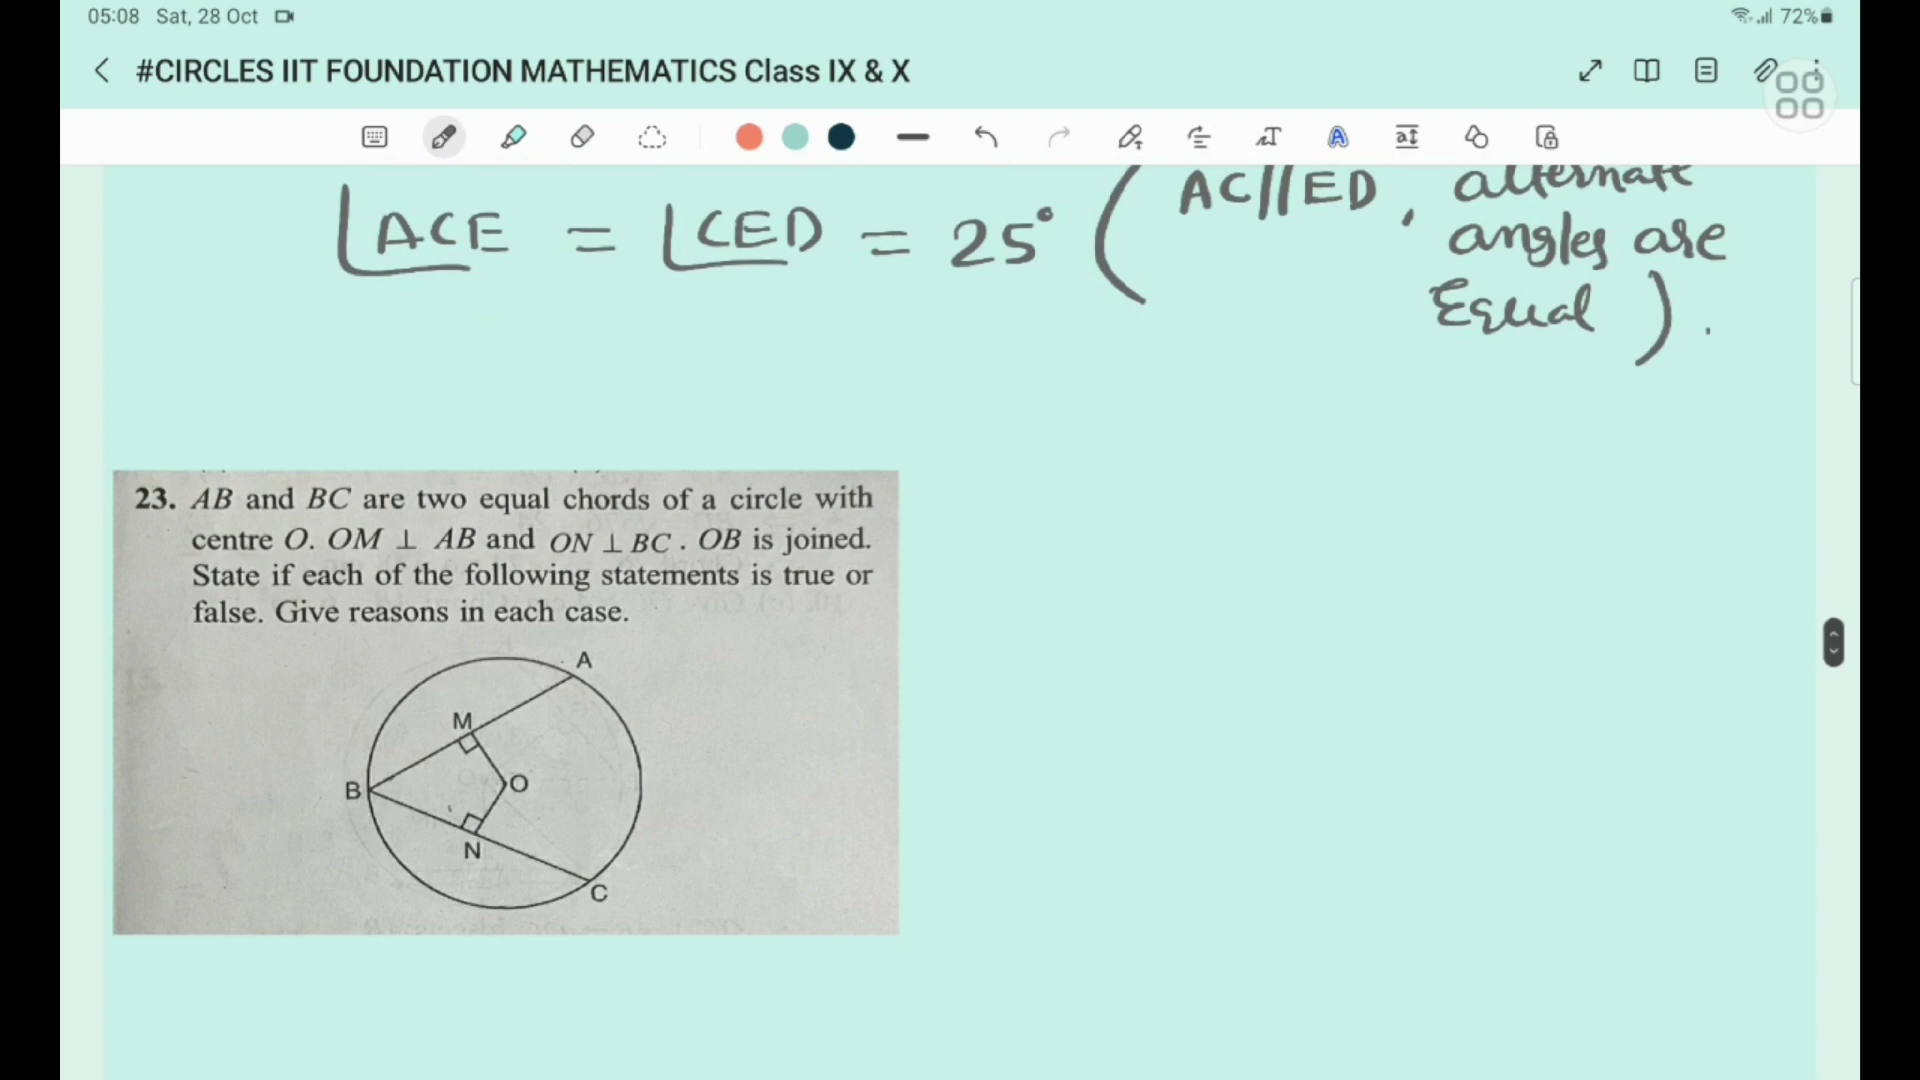 05:08 Sat, 28 Oct
72%
#CIRCLES IIT FOUNDATION MATHEMATICS Class IX & X
∠ACE = ∠CED = 25° ( AC//ED, alternate
angles are
Equal ).
23. AB and BC are two equal chords of a circle with
centre O. OM ⊥ AB and ON ⊥ BC. OB is joined.
State if each of the following statements is true or
false. Give reasons in each case.
A
M
B
O
N
C